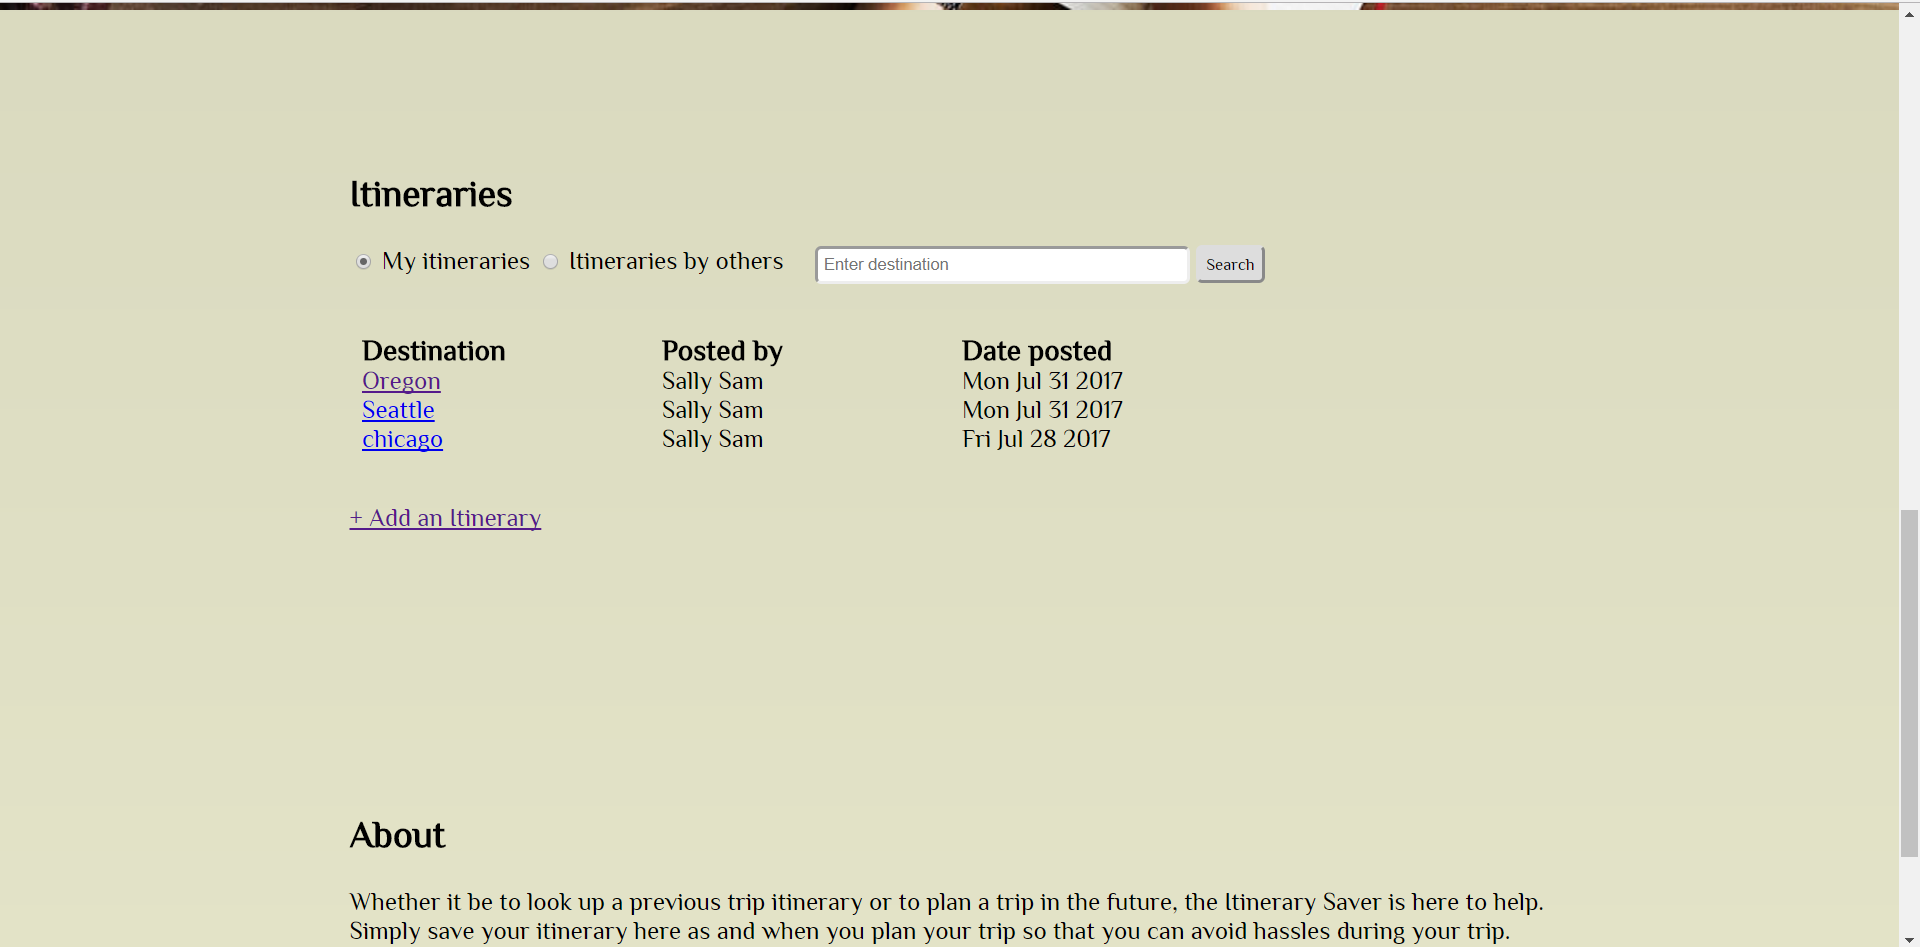 Itineraries
My itineraries Itineraries by others Enter destination Search
Destination Posted by Date posted
Oregon Sally Sam Mon Jul 31 2017
Seattle Sally Sam Mon Jul 31 2017
chicago Sally Sam Fri Jul 28 2017
+ Add an Itinerary
About
Whether it be to look up a previous trip itinerary or to plan a trip in the future, the Itinerary Saver is here to help.
Simply save your itinerary here as and when you plan your trip so that you can avoid hassles during your trip.